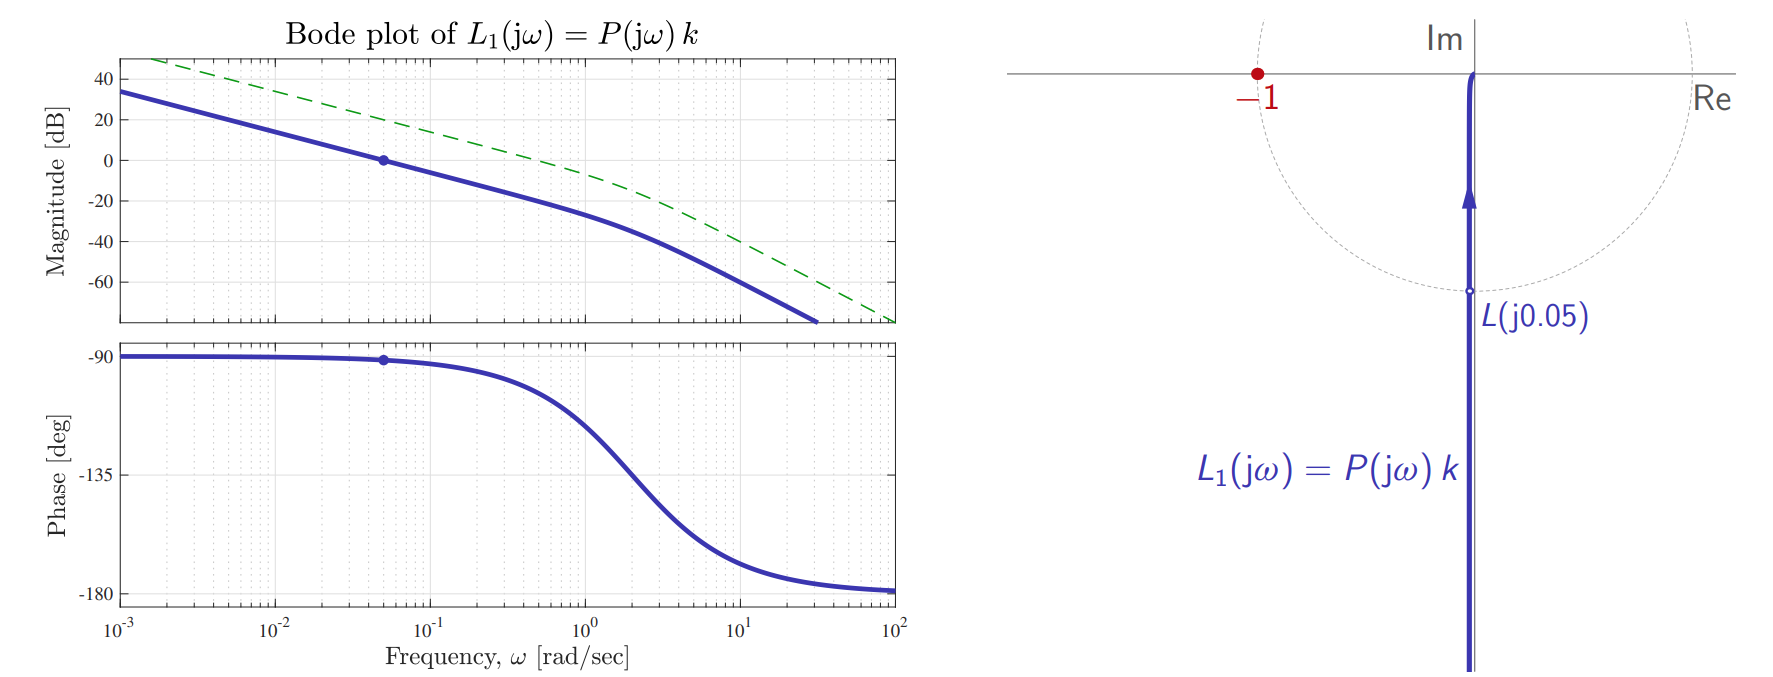 Bode plot of L₁(jω) = P(jω) k
Magnitude [dB]
40
20
0
-20
-40
-60
Phase [deg]
-90
-135
-180
10⁻³ 10⁻² 10⁻¹ 10⁰ 10¹ 10²
Frequency, ω [rad/sec]
Im
−1
Re
L(j0.05)
L₁(jω) = P(jω) k